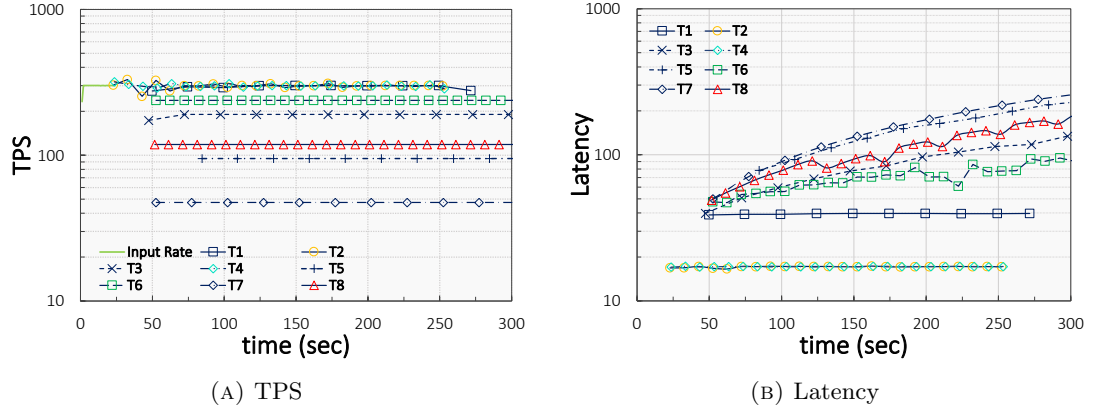 1000
100
10
TPS
0 50 100 150 200 250 300
time (sec)
Input Rate T1 T2
T3 T4 T5
T6 T7 T8
(A) TPS
1000
100
10
Latency
0 50 100 150 200 250 300
time (sec)
T1 T2
T3 T4
T5 T6
T7 T8
(B) Latency